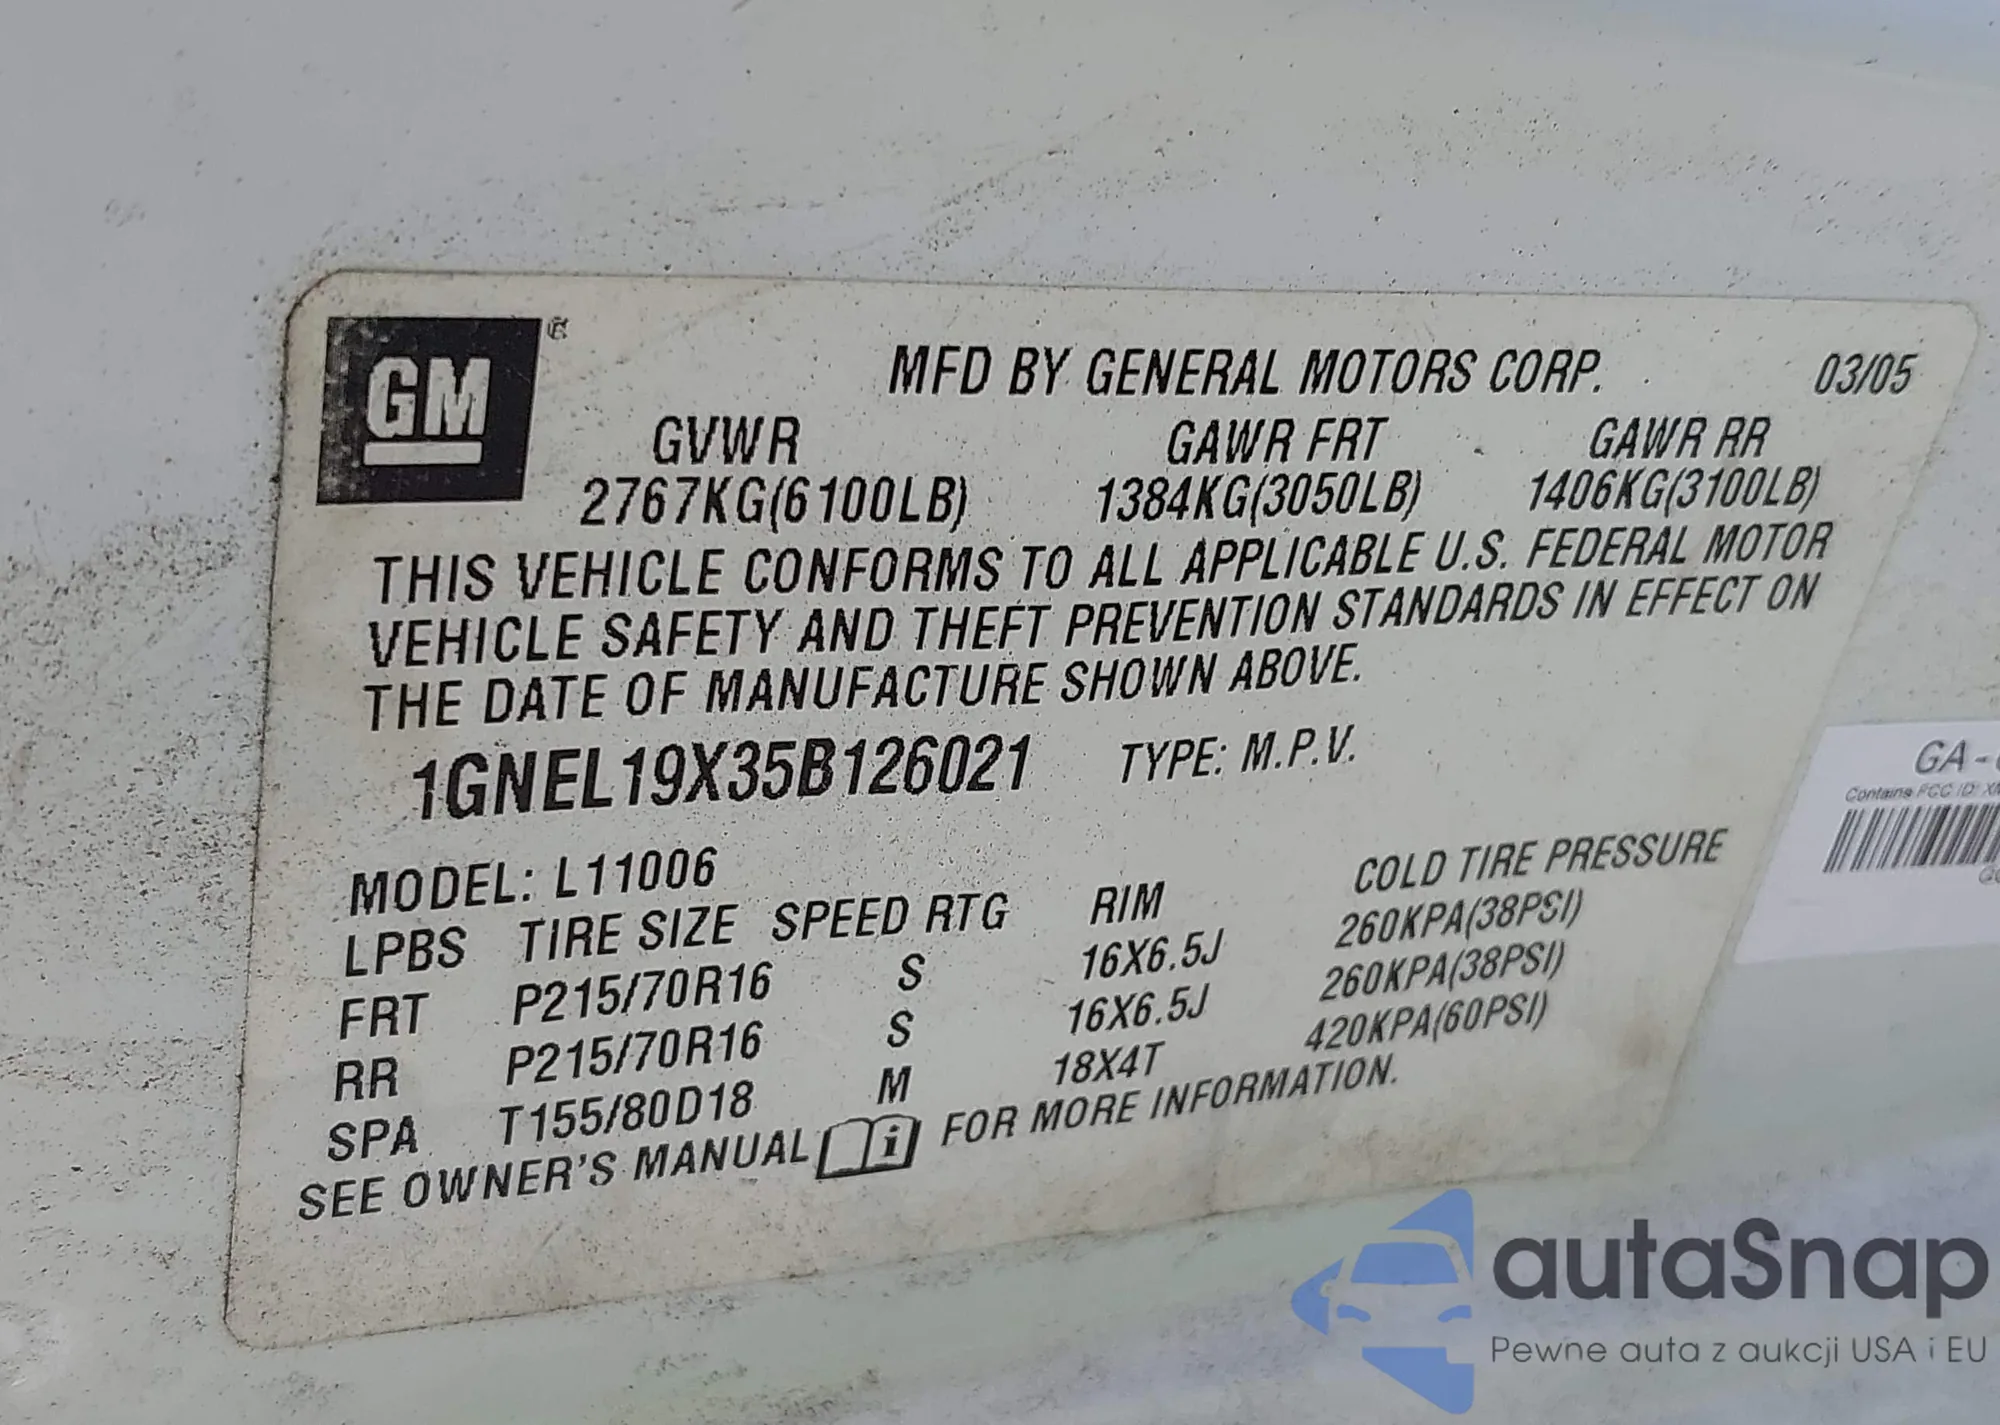 GM
MFD BY GENERAL MOTORS CORP. 03/05
GVWR GAWR FRT GAWR RR
2767KG(6100LB) 1384KG(3050LB) 1406KG(3100LB)
THIS VEHICLE CONFORMS TO ALL APPLICABLE U.S. FEDERAL MOTOR
VEHICLE SAFETY AND THEFT PREVENTION STANDARDS IN EFFECT ON
THE DATE OF MANUFACTURE SHOWN ABOVE.
1GNEL19X35B126021 TYPE: M.P.V.
MODEL: L11006
LPBS TIRE SIZE SPEED RTG RIM COLD TIRE PRESSURE
FRT P215/70R16 S 16X6.5J 260KPA(38PSI)
RR P215/70R16 S 16X6.5J 260KPA(38PSI)
SPA T155/80D18 M 18X4T 420KPA(60PSI)
SEE OWNER'S MANUAL i FOR MORE INFORMATION.
GA-
Contains FCC ID:
autaSnap
Pewne auta z aukcji USA i EU